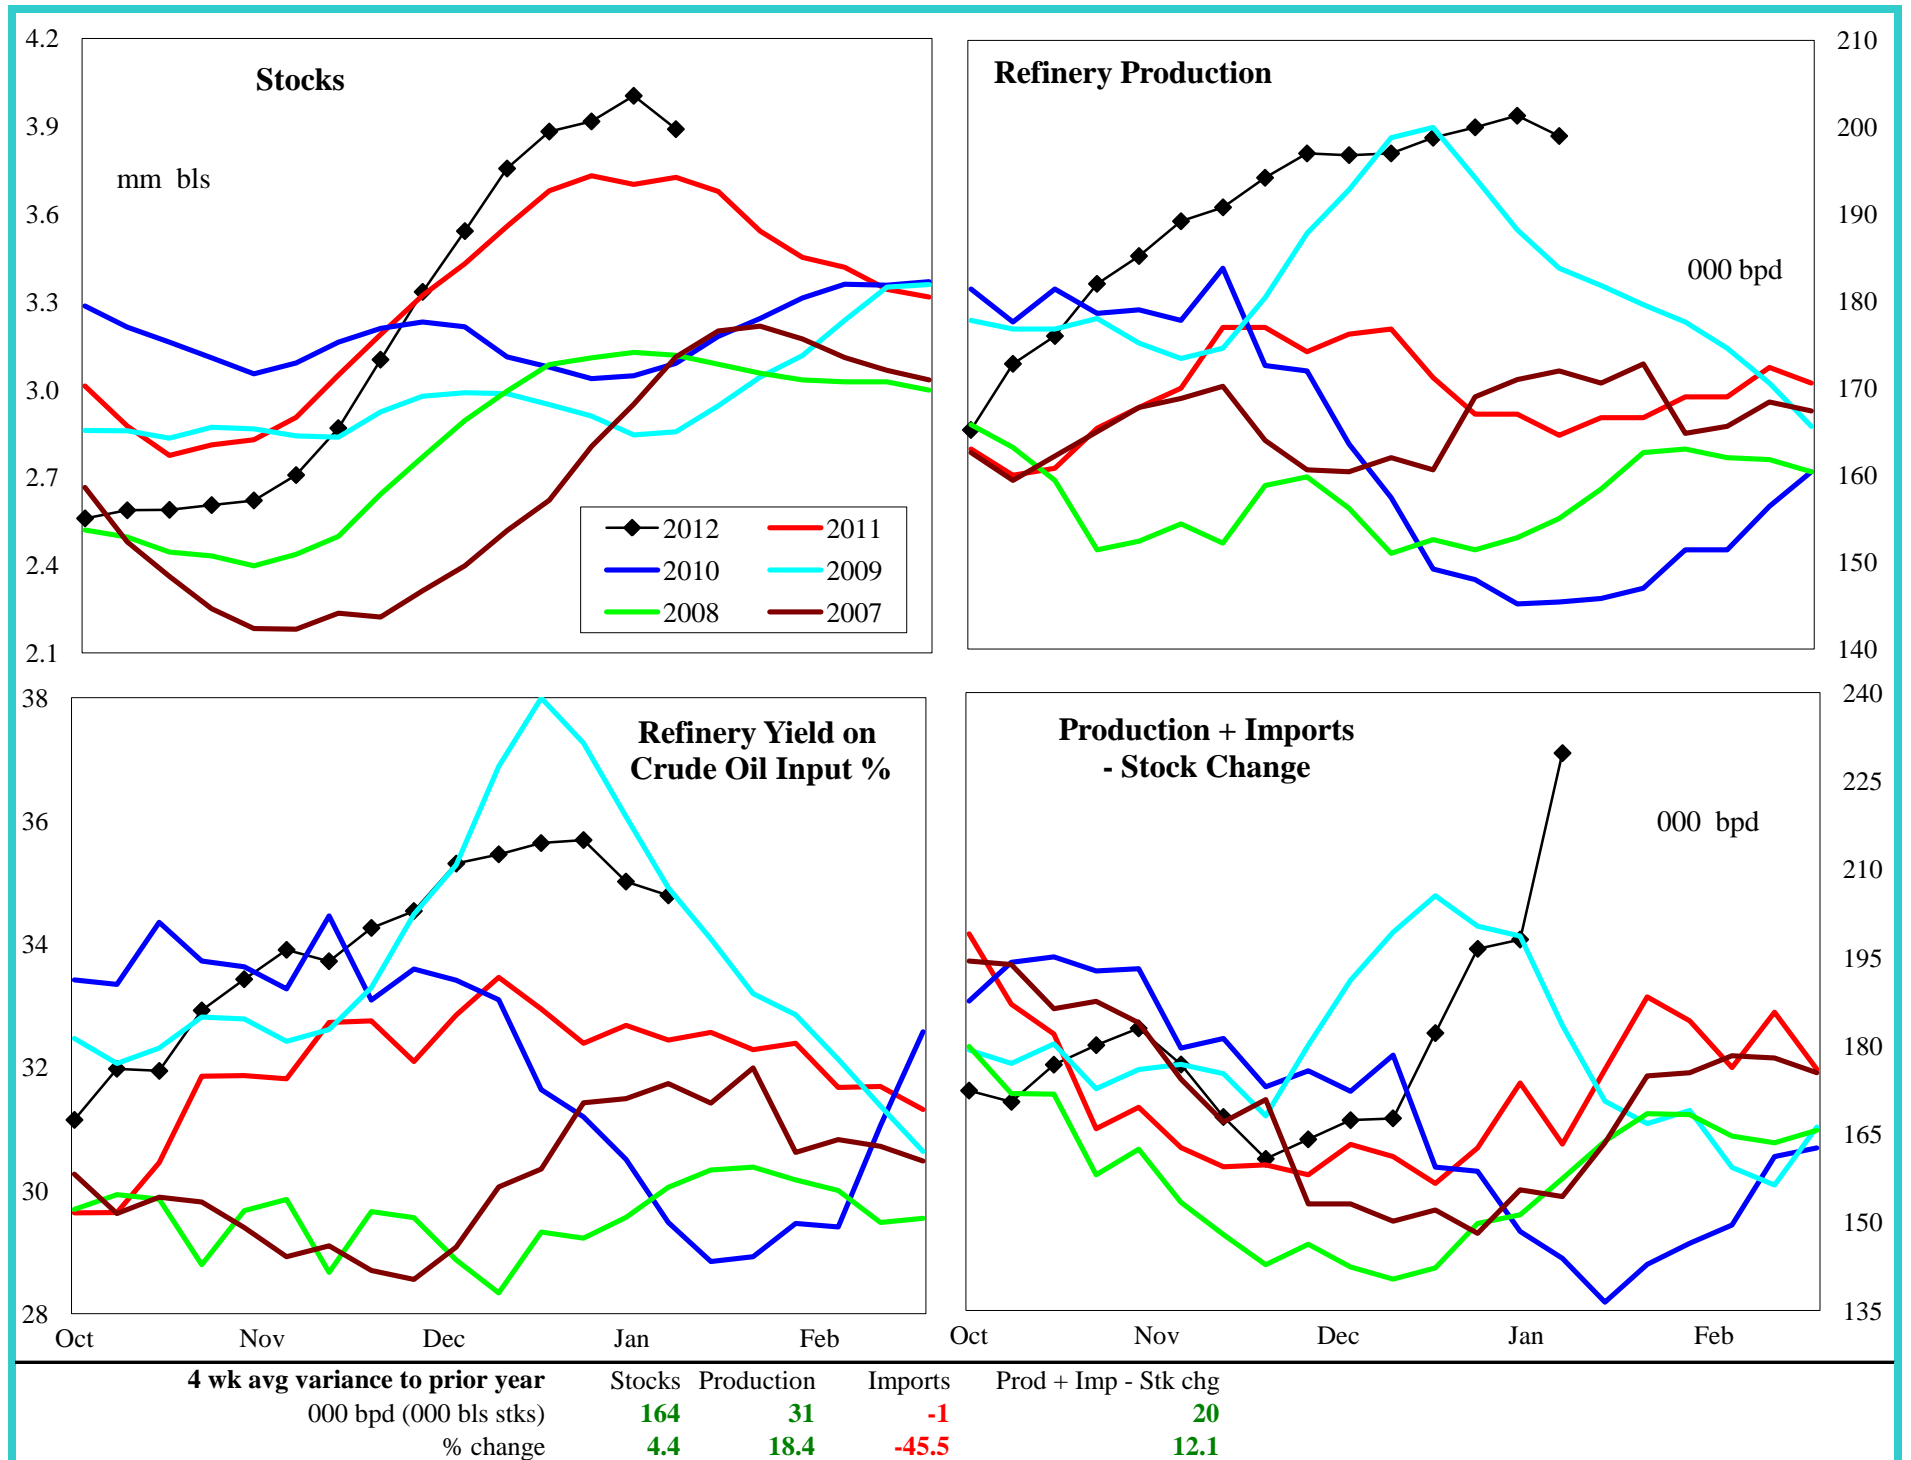 Stocks
mm bls
4.2
3.9
3.6
3.3
3.0
2.7
2.4
2.1
2012 2011
2010 2009
2008 2007
Refinery Production
000 bpd
210
200
190
180
170
160
150
140
Refinery Yield on
Crude Oil Input %
38
36
34
32
30
28
Oct Nov Dec Jan Feb
Production + Imports
- Stock Change
000 bpd
240
225
210
195
180
165
150
135
Oct Nov Dec Jan Feb
4 wk avg variance to prior year Stocks Production Imports Prod + Imp - Stk chg
000 bpd (000 bls stks) 164 31 -1 20
% change 4.4 18.4 -45.5 12.1